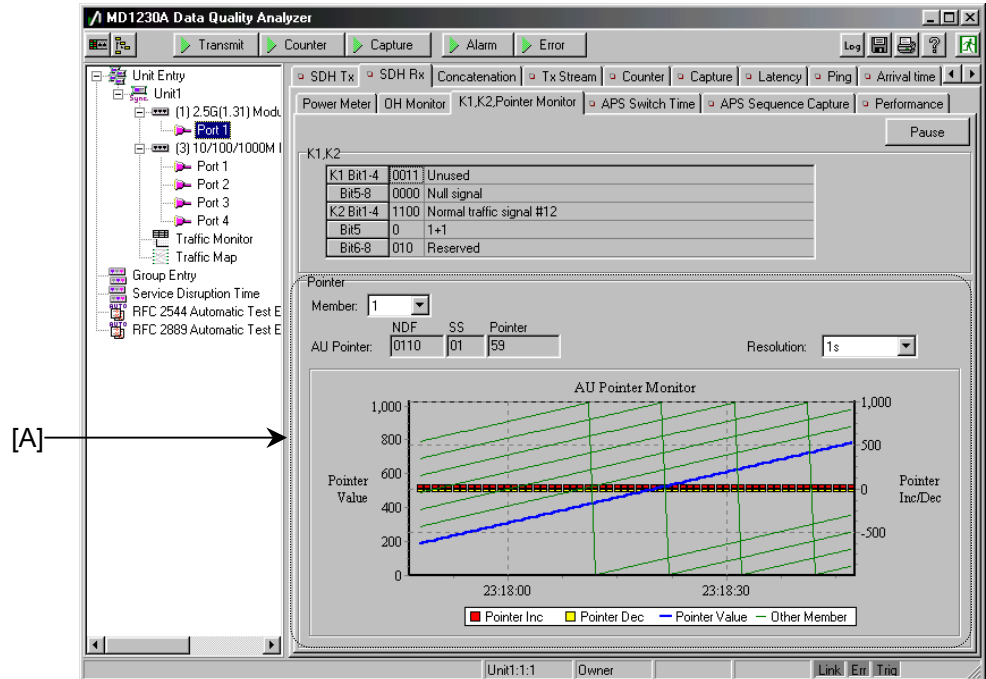 MD1230A Data Quality Analyzer
Transmit Counter Capture Alarm Error Log
Unit Entry
Unit1
Sync.
(1) 2.5G(1.31) Modu
Port 1
(3) 10/100/1000M I
Port 1
Port 2
Port 3
Port 4
Traffic Monitor
Traffic Map
Group Entry
Service Disruption Time
AUTO RFC 2544 Automatic Test E
AUTO RFC 2889 Automatic Test E
SDH Tx SDH Rx Concatenation Tx Stream Counter Capture Latency Ping Arrival time
Power Meter OH Monitor K1,K2,Pointer Monitor APS Switch Time APS Sequence Capture Performance
Pause
K1,K2
K1 Bit1-4 0011 Unused
Bit5-8 0000 Null signal
K2 Bit1-4 1100 Normal traffic signal #12
Bit5 0 1+1
Bit6-8 010 Reserved
Pointer
Member: 1
NDF SS Pointer
AU Pointer: 0110 01 59
Resolution: 1s
[A]
AU Pointer Monitor
1,000 1,000
800
500
Pointer Value
600
0
Pointer Inc/Dec
400
-500
200
0
23:18:00 23:18:30
Pointer Inc Pointer Dec Pointer Value Other Member
Unit1:1:1 Owner Link Err Trig